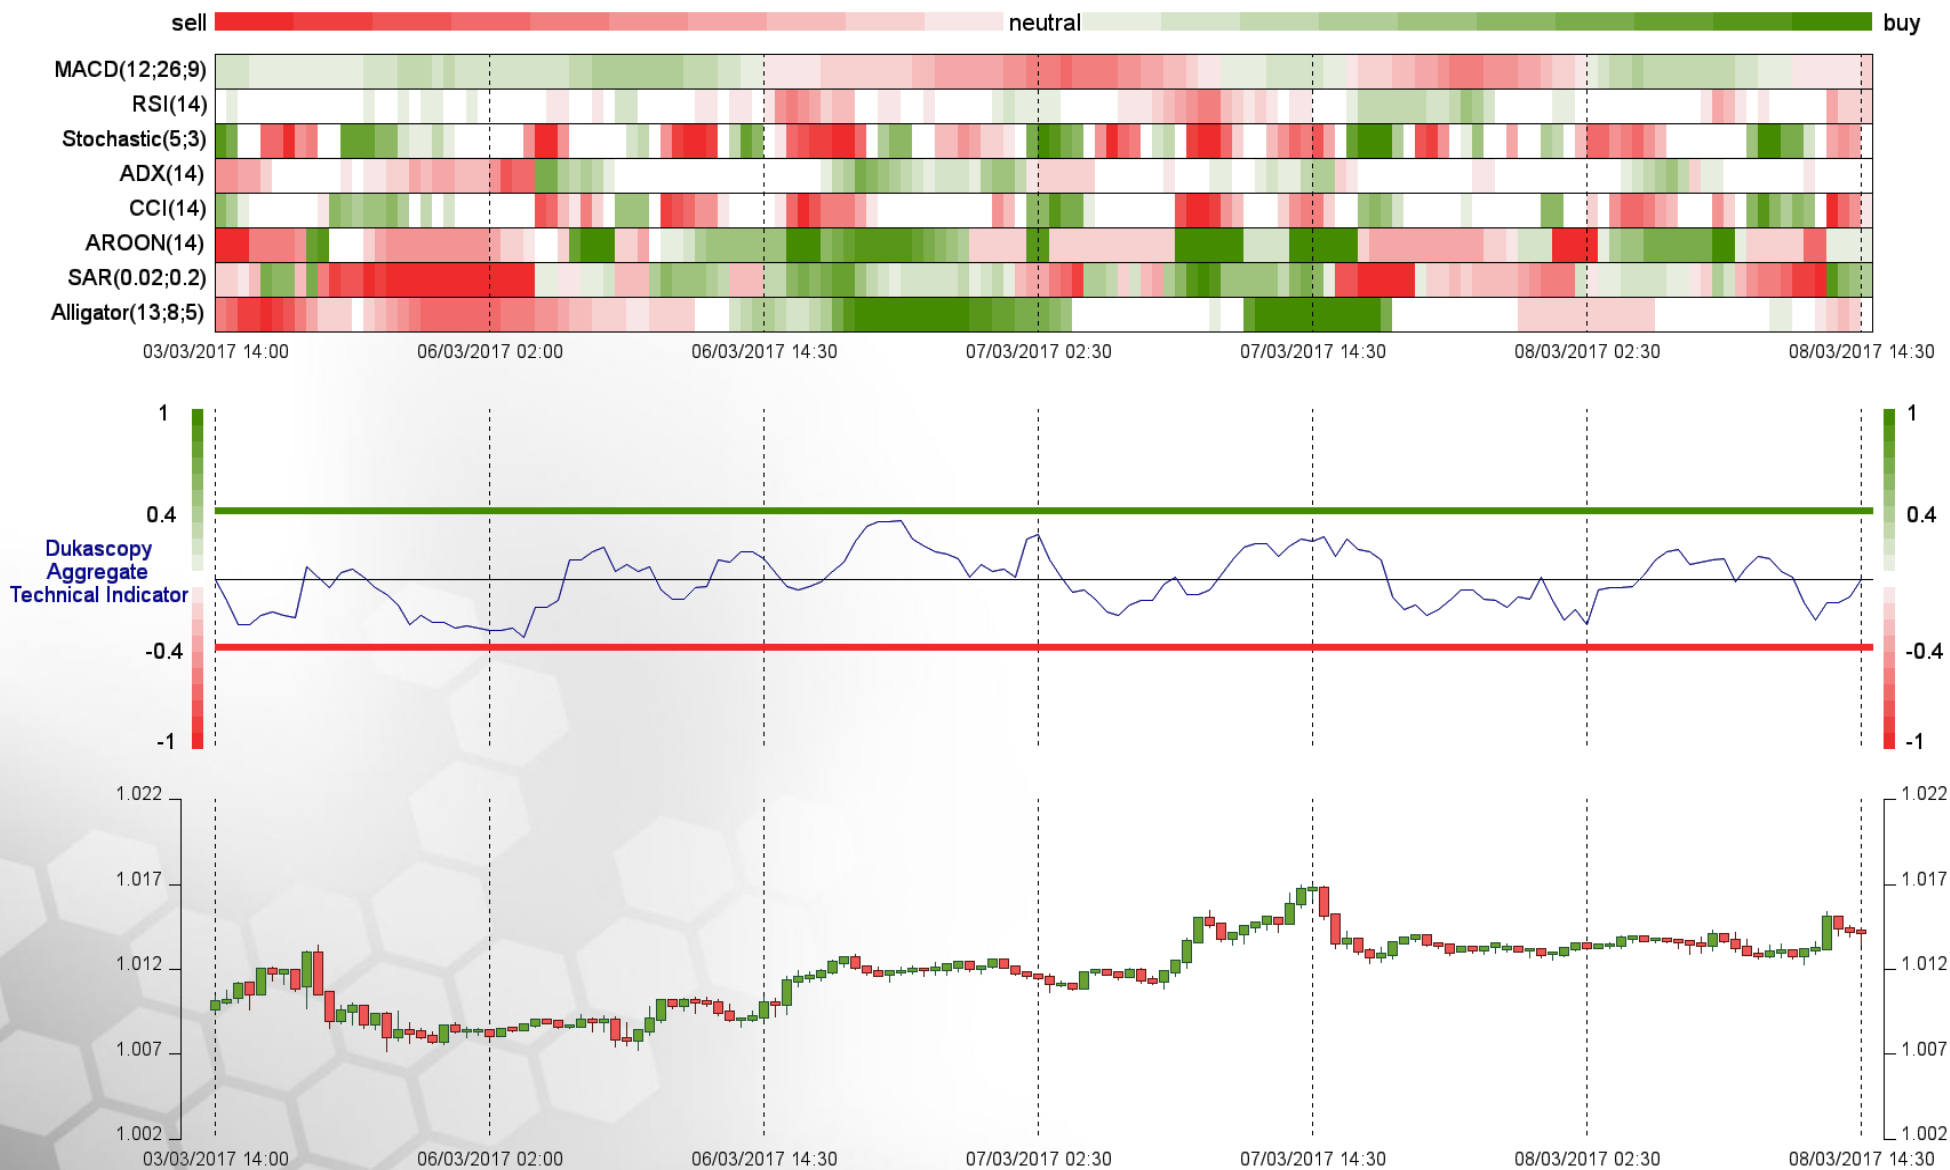 sell neutral buy
MACD(12;26;9)
RSI(14)
Stochastic(5;3)
ADX(14)
CCI(14)
AROON(14)
SAR(0.02;0.2)
Alligator(13;8;5)
03/03/2017 14:00 06/03/2017 02:00 06/03/2017 14:30 07/03/2017 02:30 07/03/2017 14:30 08/03/2017 02:30 08/03/2017 14:30
1 1
0.4 0.4
Dukascopy
Aggregate
Technical Indicator
-0.4 -0.4
-1 -1
1.022 1.022
1.017 1.017
1.012 1.012
1.007 1.007
1.002 1.002
03/03/2017 14:00 06/03/2017 02:00 06/03/2017 14:30 07/03/2017 02:30 07/03/2017 14:30 08/03/2017 02:30 08/03/2017 14:30